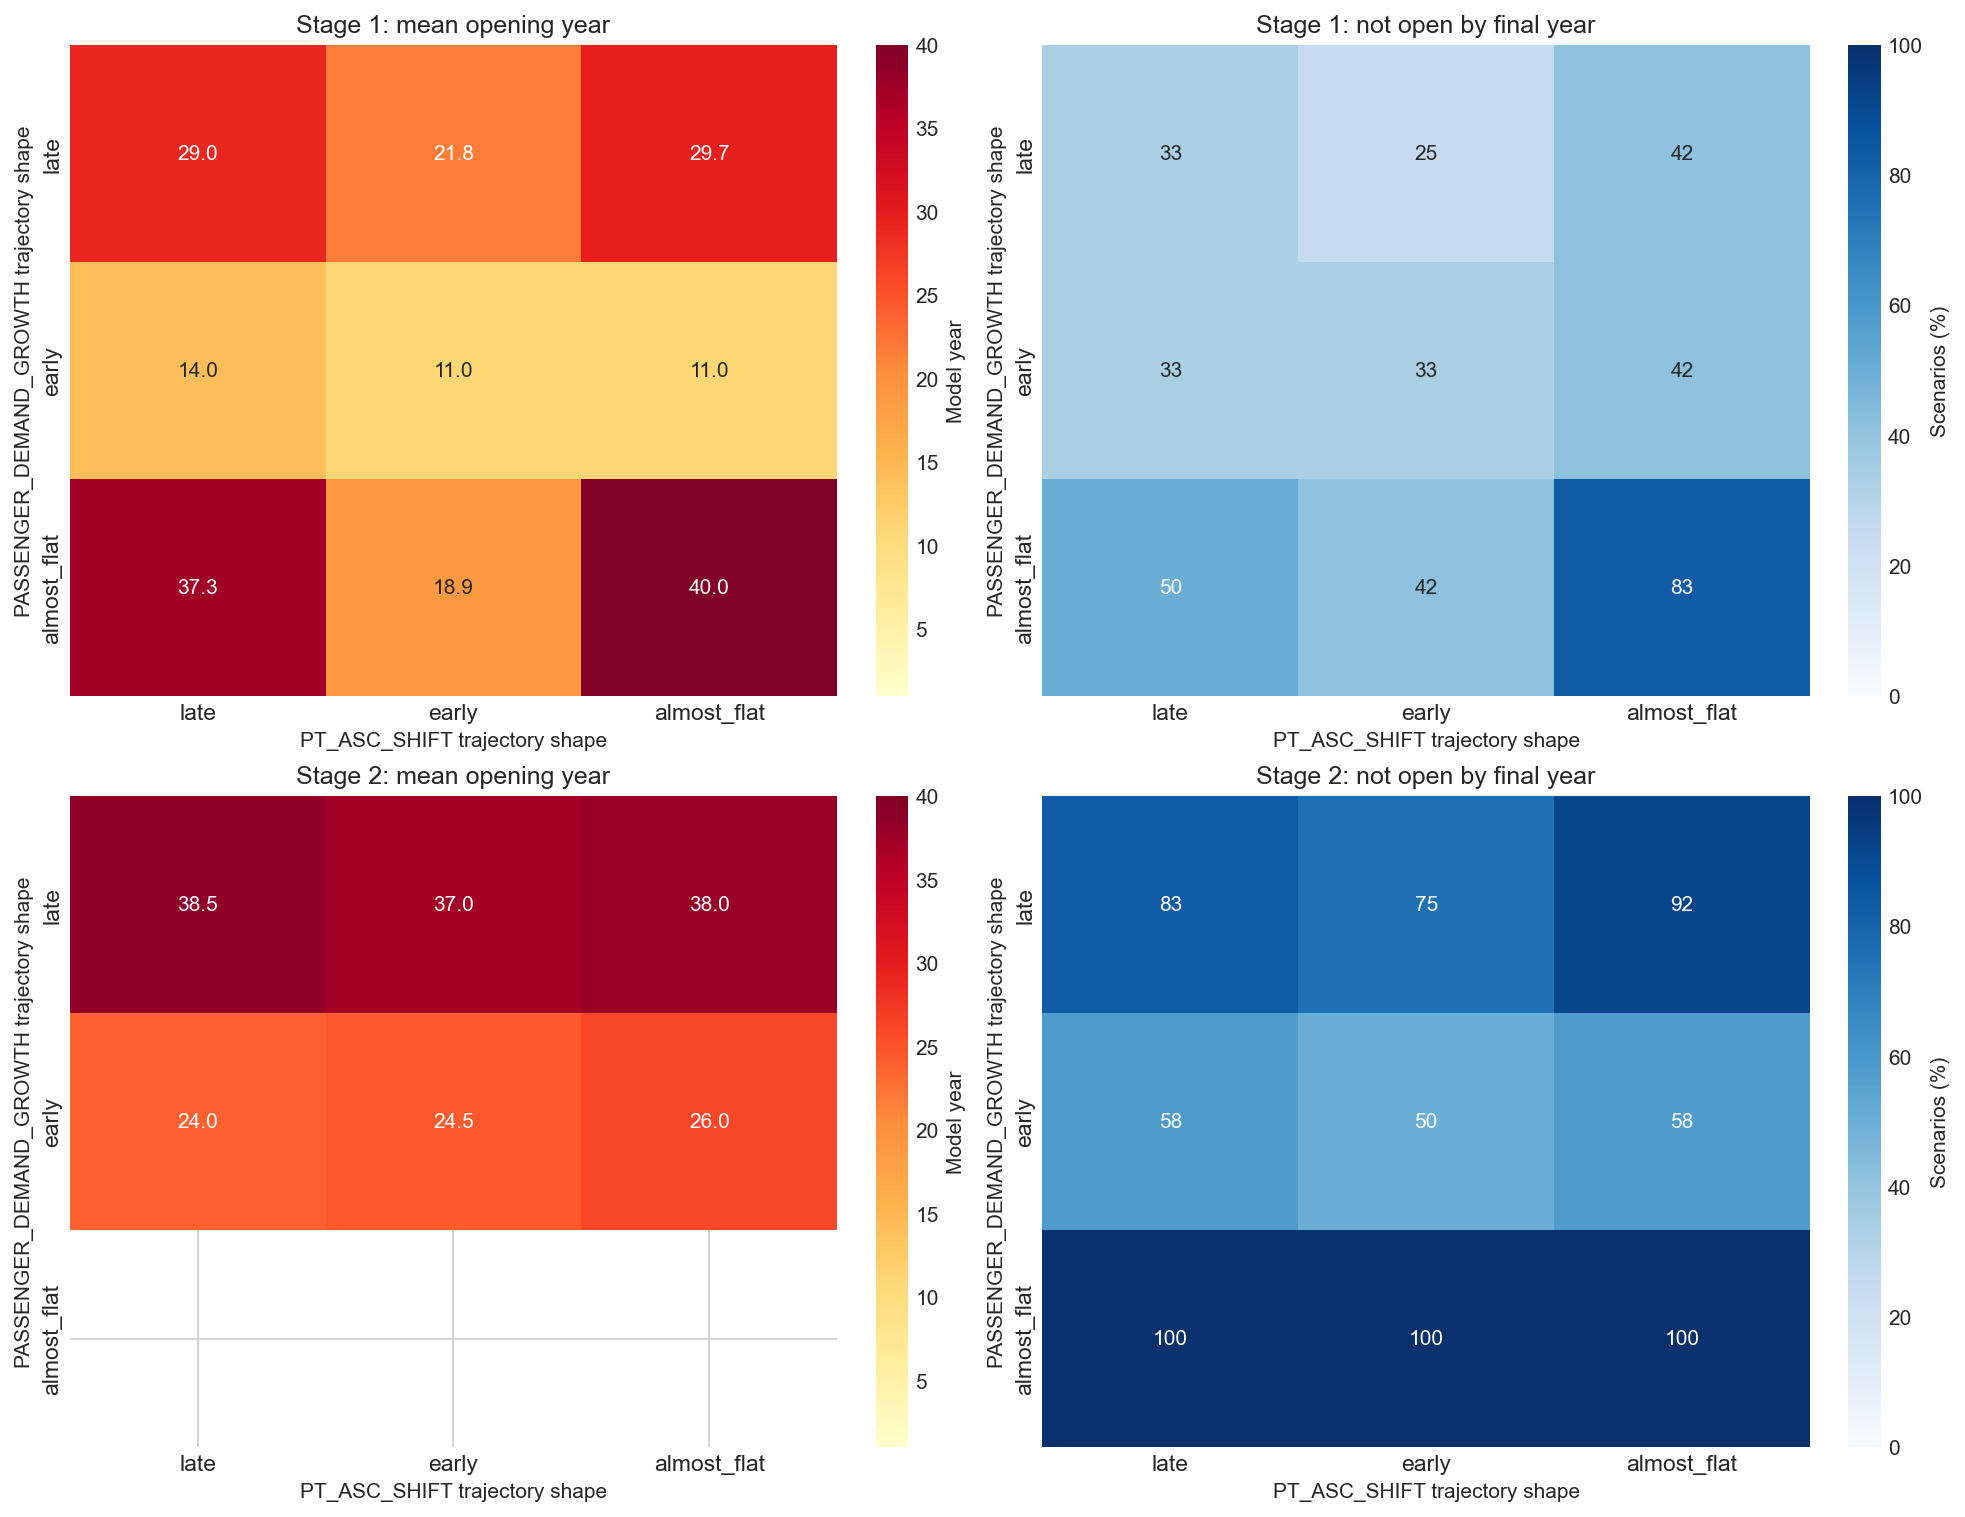 Stage 1: mean opening year
PASSENGER_DEMAND_GROWTH trajectory shape
late
early
almost_flat
29.0 21.8 29.7
14.0 11.0 11.0
37.3 18.9 40.0
late early almost_flat
PT_ASC_SHIFT trajectory shape
40
35
30
25
20
15
10
5
Model year
Stage 1: not open by final year
PASSENGER_DEMAND_GROWTH trajectory shape
late
early
almost_flat
33 25 42
33 33 42
50 42 83
late early almost_flat
PT_ASC_SHIFT trajectory shape
100
80
60
40
20
0
Scenarios (%)
Stage 2: mean opening year
PASSENGER_DEMAND_GROWTH trajectory shape
late
early
almost_flat
38.5 37.0 38.0
24.0 24.5 26.0
late early almost_flat
PT_ASC_SHIFT trajectory shape
40
35
30
25
20
15
10
5
Model year
Stage 2: not open by final year
PASSENGER_DEMAND_GROWTH trajectory shape
late
early
almost_flat
83 75 92
58 50 58
100 100 100
late early almost_flat
PT_ASC_SHIFT trajectory shape
100
80
60
40
20
0
Scenarios (%)